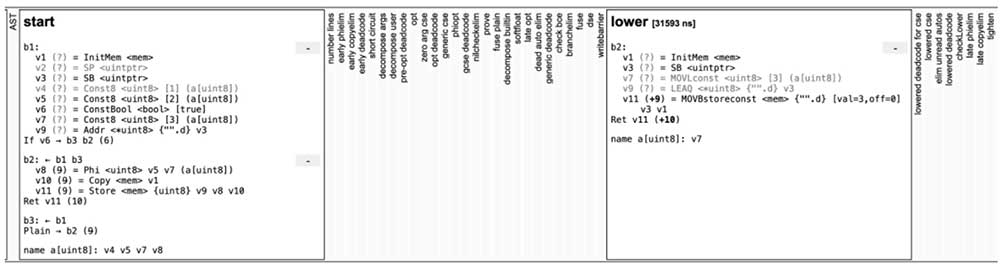 AST
start
b1:
-
v1 (?) = InitMem <mem>
v2 (?) = SP <uintptr>
v3 (?) = SB <uintptr>
v4 (?) = Const8 <uint8> [1] (a[uint8])
v5 (?) = Const8 <uint8> [2] (a[uint8])
v6 (?) = ConstBool <bool> [true]
v7 (?) = Const8 <uint8> [3] (a[uint8])
v9 (?) = Addr <*uint8> {"".d} v3
If v6 → b3 b2 (6)
b2: ← b1 b3
-
v8 (9) = Phi <uint8> v5 v7 (a[uint8])
v10 (9) = Copy <mem> v1
v11 (9) = Store <mem> {uint8} v9 v8 v10
Ret v11 (10)
b3: ← b1
Plain → b2 (9)
name a[uint8]: v4 v5 v7 v8
number lines
early phielim
early copyelim
early deadcode
short circuit
decompose args
decompose user
pre-opt deadcode
opt
zero arg cse
opt deadcode
generic cse
phiopt
gcse deadcode
nilcheckelim
prove
fuse plain
decompose builtin
softfloat
late opt
dead auto elim
generic deadcode
check bce
branchelim
fuse
dse
writebarrier
lower [31593 ns]
b2:
-
v1 (?) = InitMem <mem>
v3 (?) = SB <uintptr>
v7 (?) = MOVLconst <uint8> [3] (a[uint8])
v9 (?) = LEAQ <*uint8> {"".d} v3
v11 (+9) = MOVBstoreconst <mem> {"".d} [val=3,off=0]
v3 v1
Ret v11 (+10)
name a[uint8]: v7
lowered deadcode for cse
lowered cse
elim unread autos
lowered deadcode
checkLower
late phielim
late copyelim
tighten